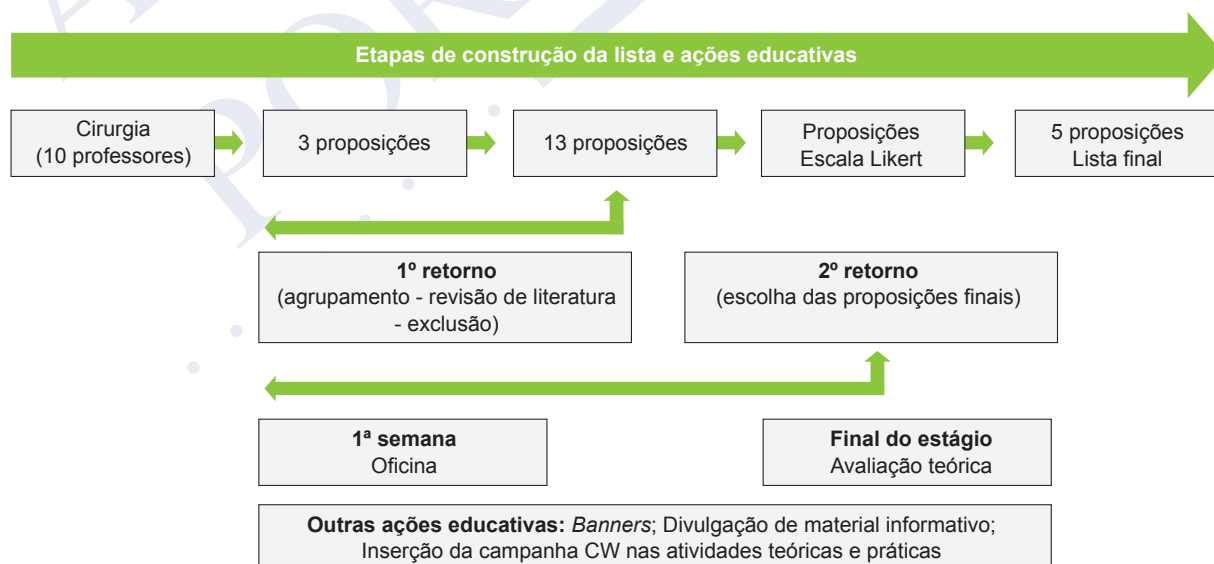 Etapas de construção da lista e ações educativas
Cirurgia
(10 professores)
3 proposições
13 proposições
Proposições
Escala Likert
5 proposições
Lista final
1º retorno
(agrupamento - revisão de literatura
- exclusão)
2º retorno
(escolha das proposições finais)
1ª semana
Oficina
Final do estágio
Avaliação teórica
Outras ações educativas: Banners; Divulgação de material informativo;
Inserção da campanha CW nas atividades teóricas e práticas